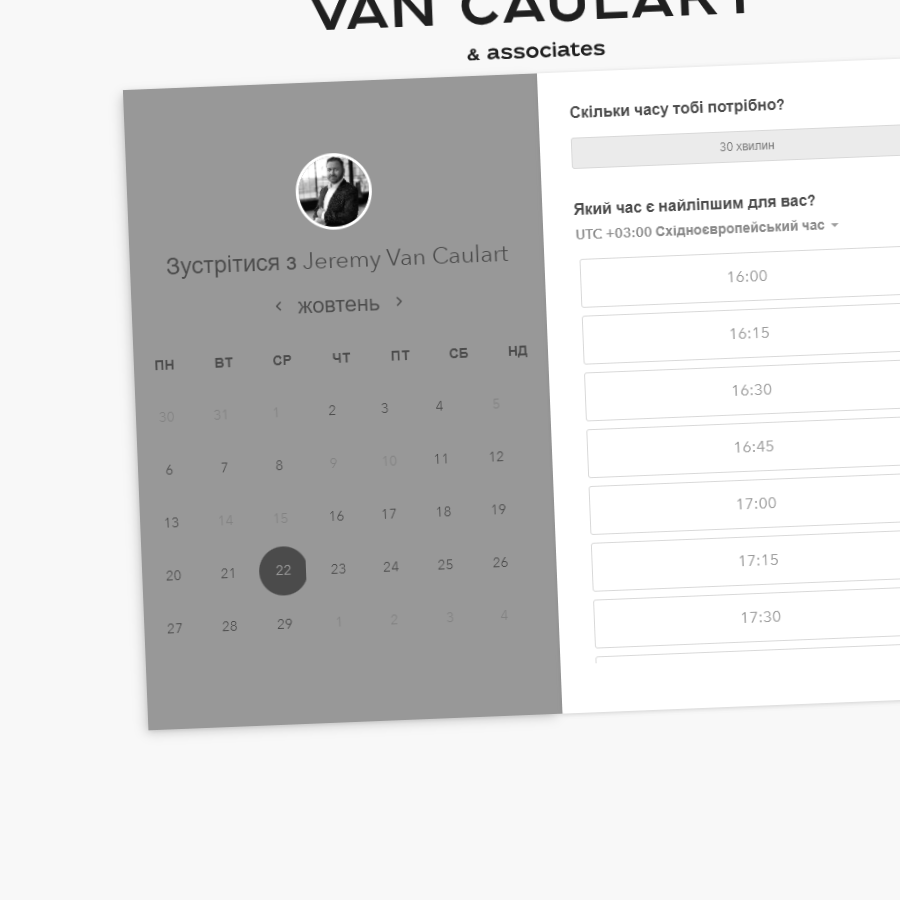 VAN CAULART
& associates
Зустрітися з Jeremy Van Caulart
жовтень
ПН ВТ СР ЧТ ПТ СБ НД
30 31 1 2 3 4 5
6 7 8 9 10 11 12
13 14 15 16 17 18 19
20 21 22 23 24 25 26
27 28 29 1 2 3 4
Скільки часу тобі потрібно?
30 хвилин
Який час є найліпшим для вас?
UTC +03:00 Східноєвропейський час
16:00
16:15
16:30
16:45
17:00
17:15
17:30